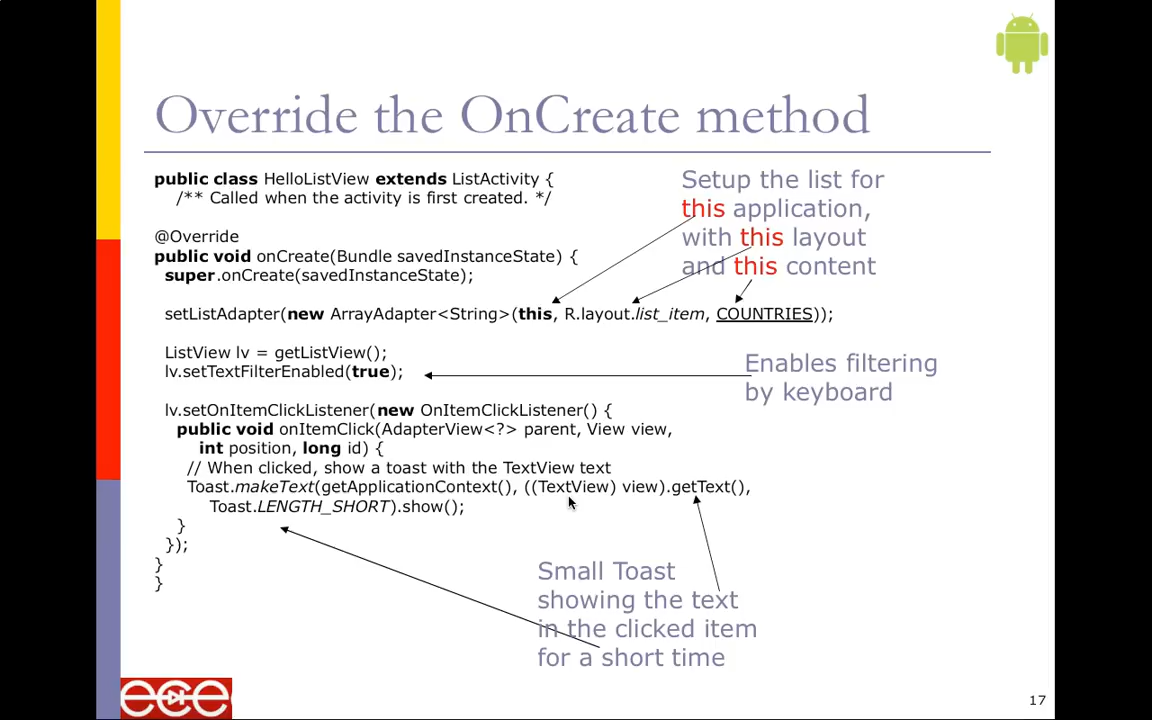 Override the OnCreate method
public class HelloListView extends ListActivity {
/** Called when the activity is first created. */
@Override
public void onCreate(Bundle savedInstanceState) {
super.onCreate(savedInstanceState);
setListAdapter(new ArrayAdapter<String>(this, R.layout.list_item, COUNTRIES));
ListView lv = getListView();
lv.setTextFilterEnabled(true);
lv.setOnItemClickListener(new OnItemClickListener() {
public void onItemClick(AdapterView<?> parent, View view,
int position, long id) {
// When clicked, show a toast with the TextView text
Toast.makeText(getApplicationContext(), ((TextView) view).getText(),
Toast.LENGTH_SHORT).show();
}
});
}
}
Setup the list for
this application,
with this layout
and this content
Enables filtering
by keyboard
Small Toast
showing the text
in the clicked item
for a short time
ece
17